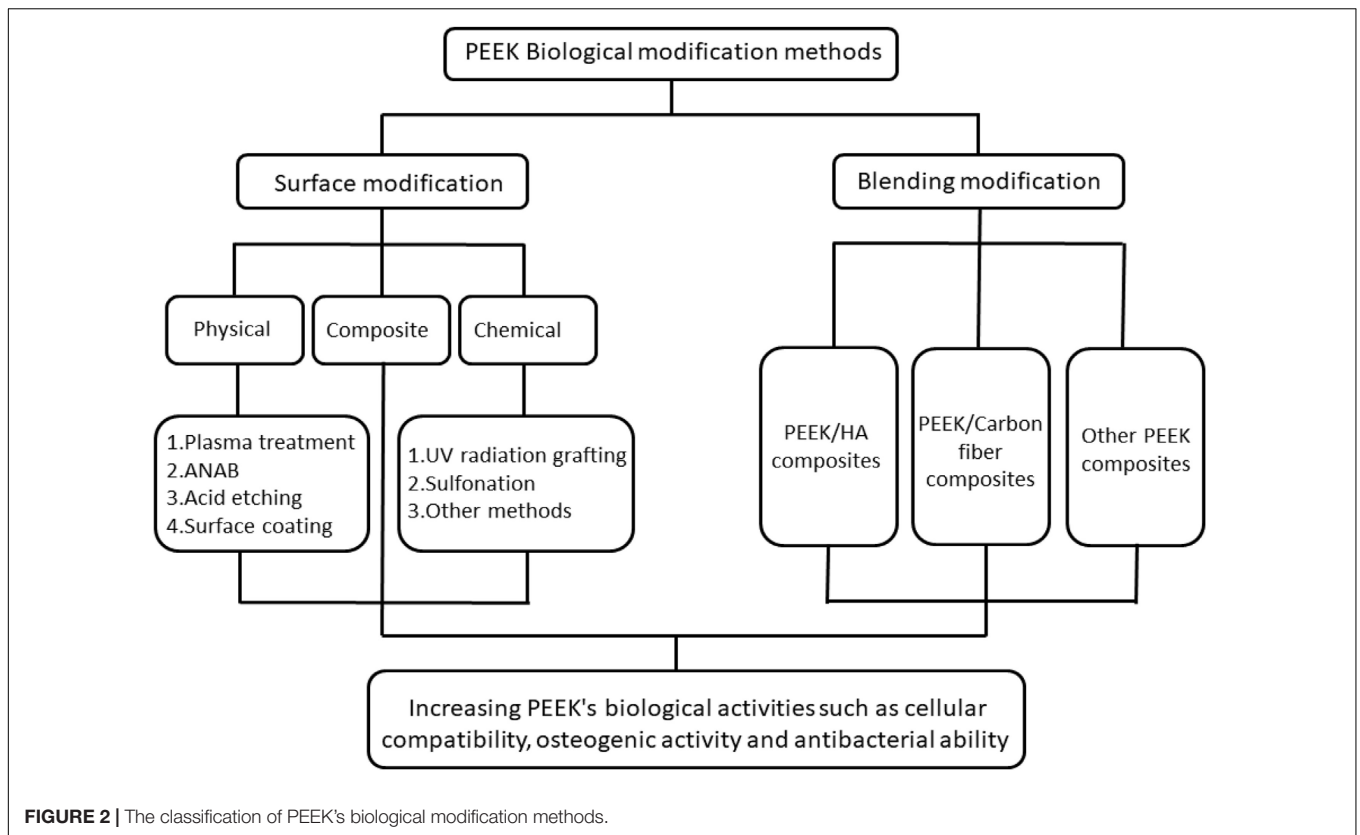 PEEK Biological modification methods
Surface modification
Blending modification
Physical
Composite
Chemical
1.Plasma treatment
2.ANAB
3.Acid etching
4.Surface coating
1.UV radiation grafting
2.Sulfonation
3.Other methods
PEEK/HA
composites
PEEK/Carbon
fiber
composites
Other PEEK
composites
Increasing PEEK's biological activities such as cellular
compatibility, osteogenic activity and antibacterial ability
FIGURE 2 | The classification of PEEK’s biological modification methods.